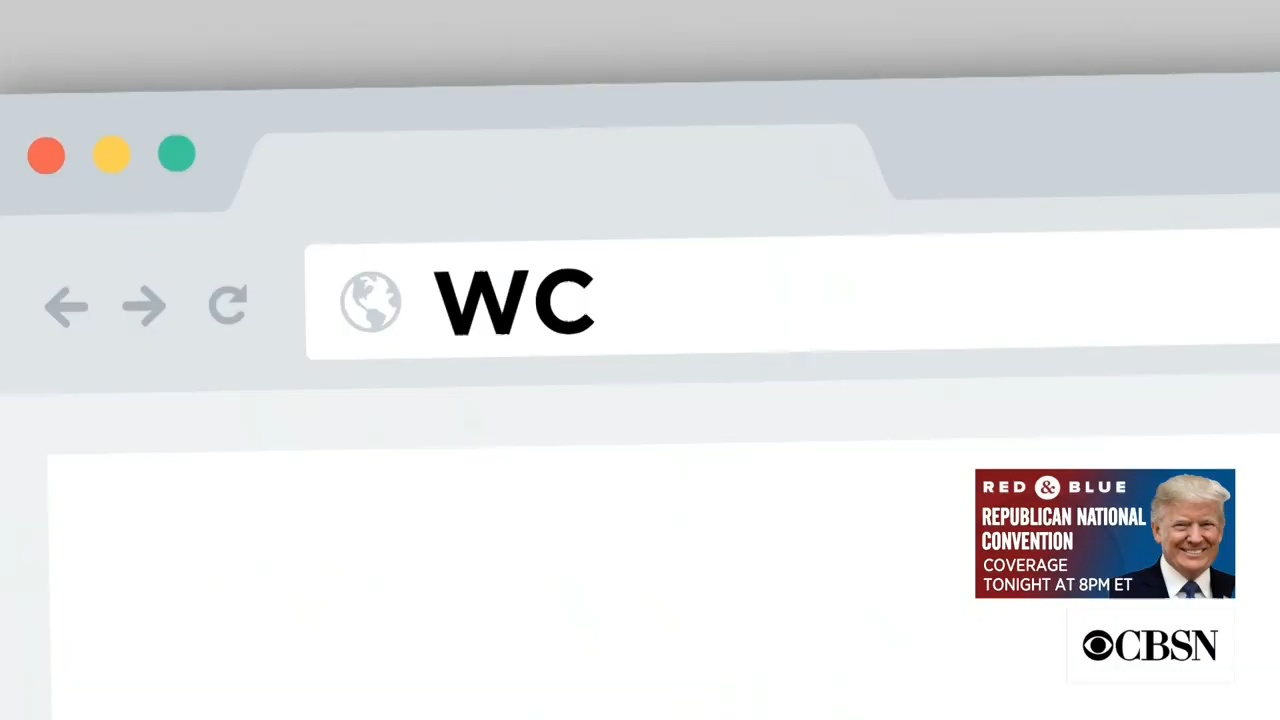 WC
RED & BLUE
REPUBLICAN NATIONAL
CONVENTION
COVERAGE
TONIGHT AT 8PM ET
CBSN